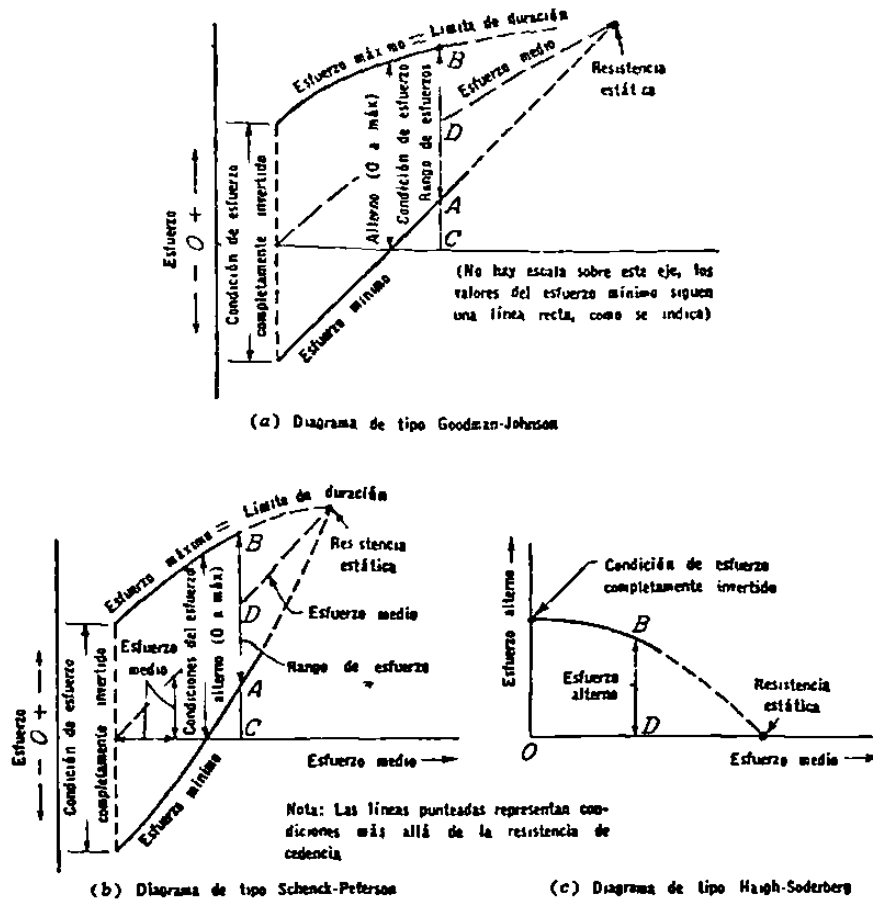 Esfuerzo máximo = Límite de duración
Resistencia
estática
Esfuerzo medio
B
D
A
C
Rango de esfuerzos
Condición de esfuerzo
Alterno (0 a máx)
Condición de esfuerzo
completamente invertido
Esfuerzo
— 0 +
Esfuerzo mínimo
(No hay escala sobre este eje, los
valores del esfuerzo mínimo siguen
una línea recta, como se indica)
(a) Diagrama de tipo Goodman-Johnson
Esfuerzo máximo = Límite de duración
B
Resistencia
estática
D
Esfuerzo medio
Rango de esfuerzo
A
C
Esfuerzo
medio
Condiciones del esfuerzo
alterno (0 a máx)
Condición de esfuerzo
completamente invertido
Esfuerzo
— 0 +
Esfuerzo mínimo
Esfuerzo medio
Nota: Las líneas punteadas representan con-
diciones más allá de la resistencia de
cedencia
(b) Diagrama de tipo Schenck-Peterson
Esfuerzo alterno
Condición de esfuerzo
completamente invertido
B
Esfuerzo
alterno
Resistencia
estática
O
D
Esfuerzo medio
(c) Diagrama de tipo Haigh-Soderberg